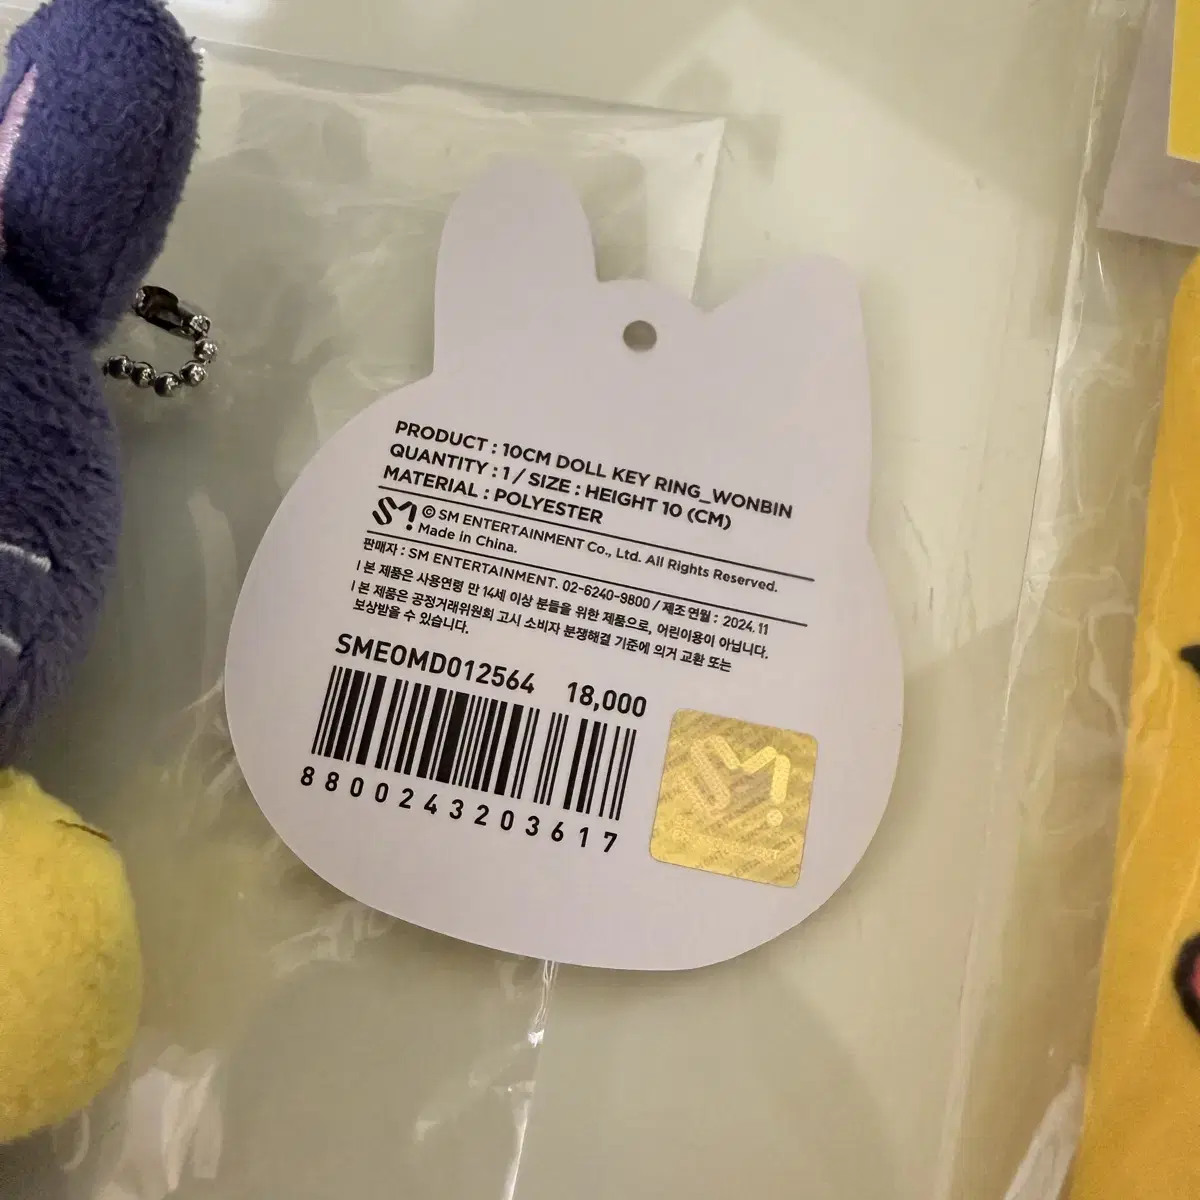 PRODUCT : 10CM DOLL KEY RING_WONBIN
QUANTITY : 1 / SIZE : HEIGHT 10 (CM)
MATERIAL : POLYESTER
SM © SM ENTERTAINMENT Co., Ltd. All Rights Reserved.
Made in China.
판매자 : SM ENTERTAINMENT. 02-6240-9800 / 제조 연월 : 2024.11
l 본 제품은 사용연령 만 14세 이상 분들을 위한 제품으로, 어린이용이 아닙니다.
l 본 제품은 공정거래위원회 고시 소비자 분쟁해결 기준에 의거 교환 또는
보상받을 수 있습니다.
SMEOMD012564 18,000
8800243203617
SM